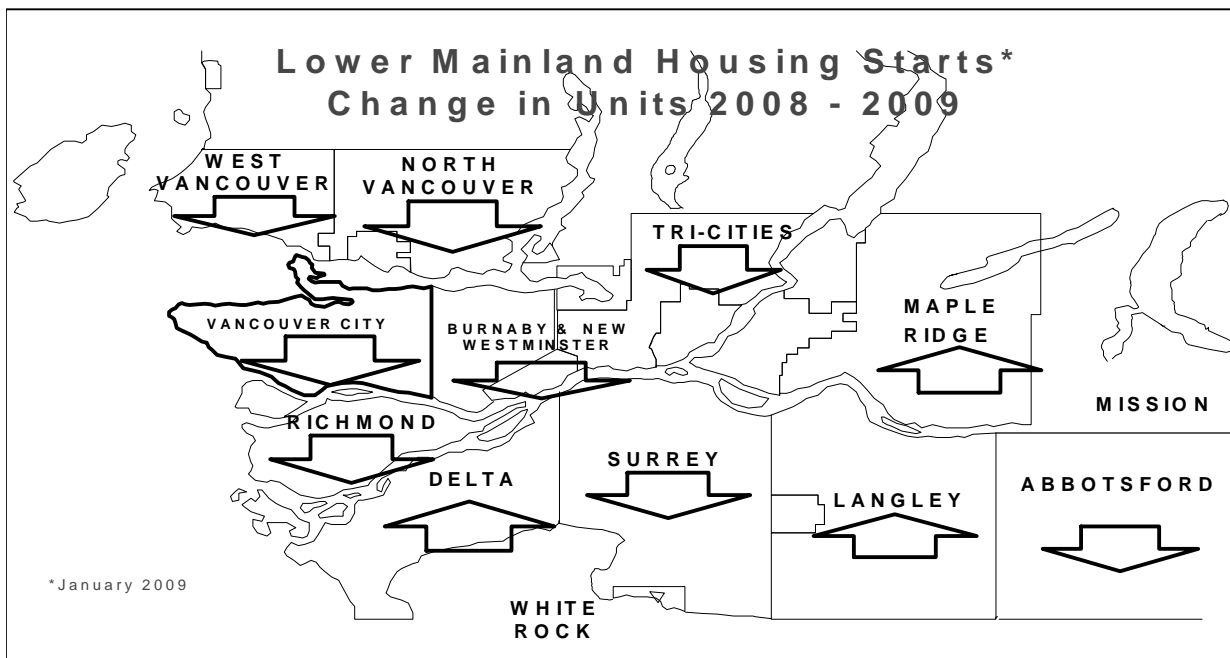 Lower Mainland Housing Starts*
Change in Units 2008 - 2009
WEST
VANCOUVER
NORTH
VANCOUVER
TRI-CITIES
VANCOUVER CITY
BURNABY & NEW
WESTMINSTER
MAPLE
RIDGE
MISSION
RICHMOND
DELTA
SURREY
LANGLEY
ABBOTSFORD
*January 2009
WHITE
ROCK